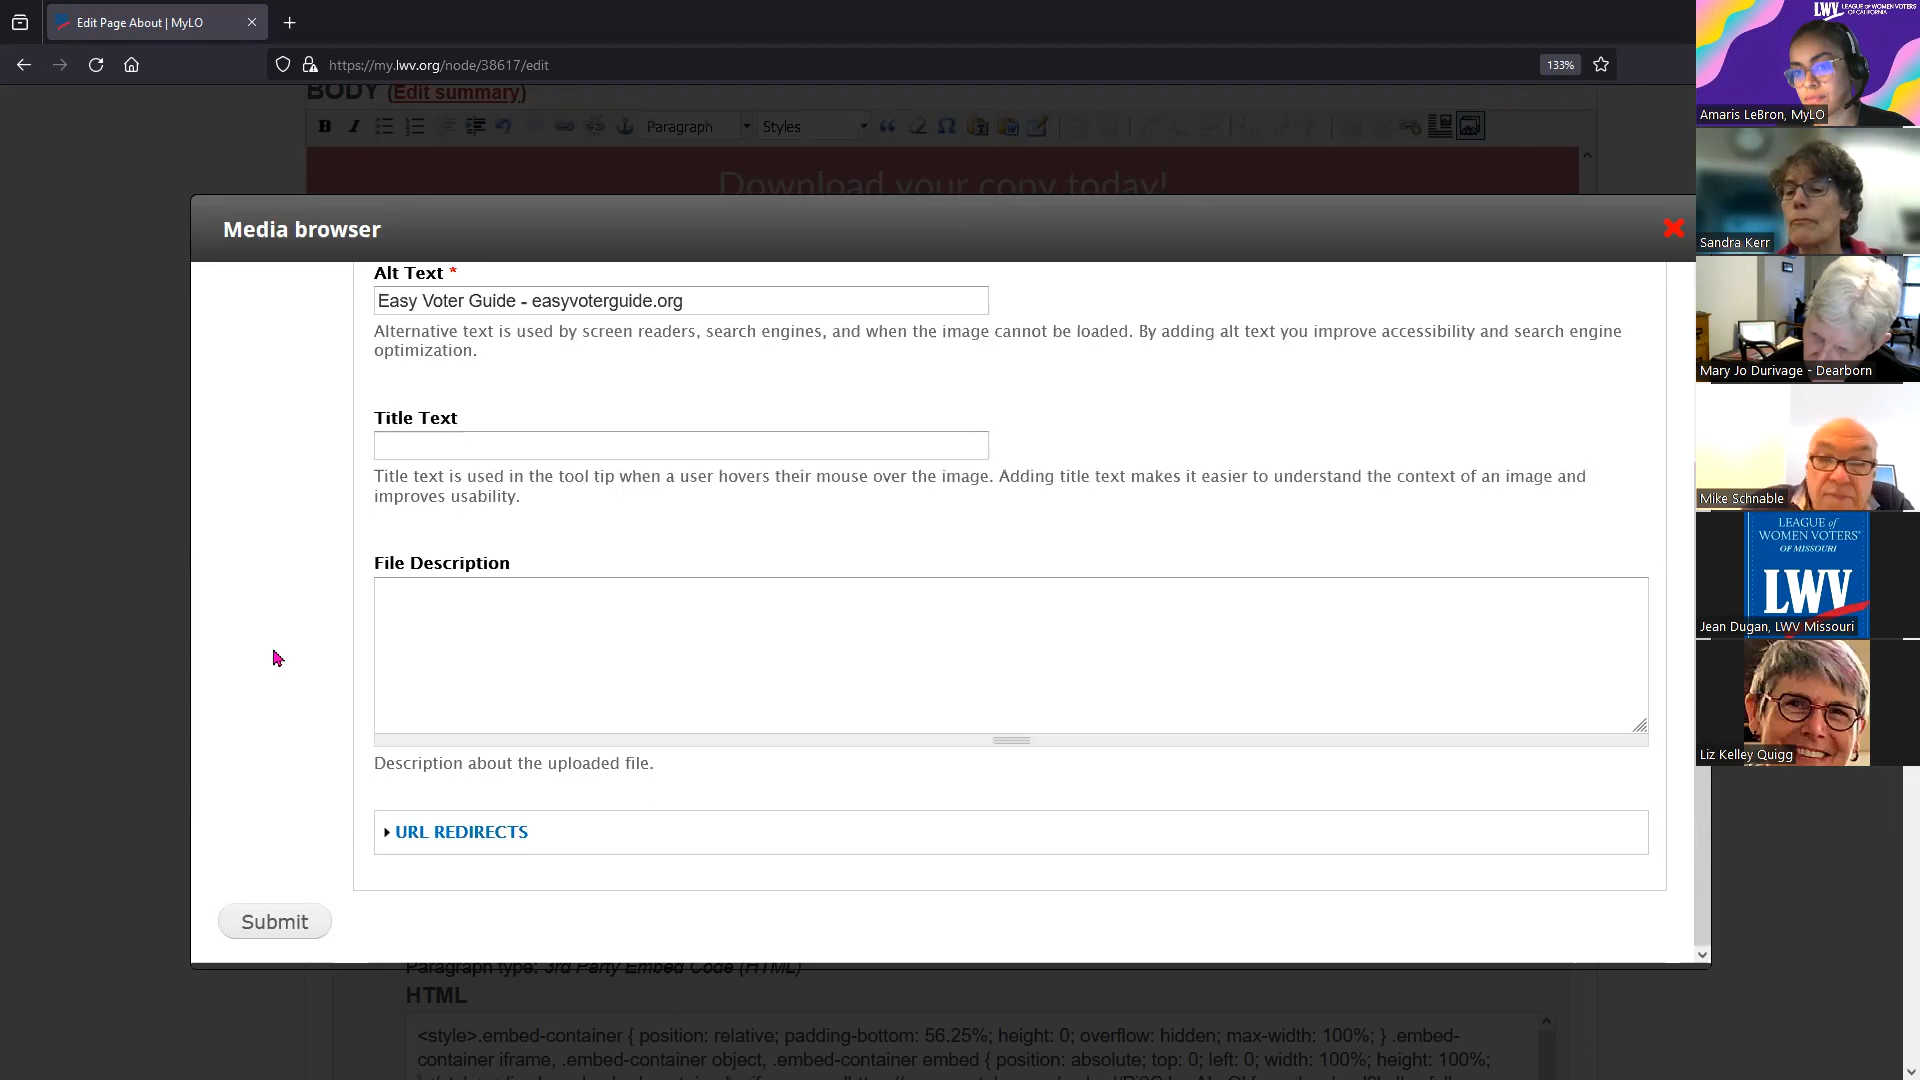 Edit Page About | MyLO
https://my.lwv.org/node/38617/edit
133%
BODY (Edit summary)
Paragraph
Styles
Download your copy today!
Media browser
Alt Text *
Easy Voter Guide - easyvoterguide.org
Alternative text is used by screen readers, search engines, and when the image cannot be loaded. By adding alt text you improve accessibility and search engine
optimization.
Title Text
Title text is used in the tool tip when a user hovers their mouse over the image. Adding title text makes it easier to understand the context of an image and
improves usability.
File Description
Description about the uploaded file.
URL REDIRECTS
Submit
Paragraph type: 3rd Party Embed Code (HTML)
HTML
<style>.embed-container { position: relative; padding-bottom: 56.25%; height: 0; overflow: hidden; max-width: 100%; } .embed-
container iframe, .embed-container object, .embed-container embed { position: absolute; top: 0; left: 0; width: 100%; height: 100%;
LWV LEAGUE OF WOMEN VOTERS
OF CALIFORNIA
Amaris LeBron, MyLO
Sandra Kerr
Mary Jo Durivage - Dearborn
Mike Schnable
LEAGUE of
WOMEN VOTERS®
OF MISSOURI
LWV
Jean Dugan, LWV Missouri
Liz Kelley Quigg